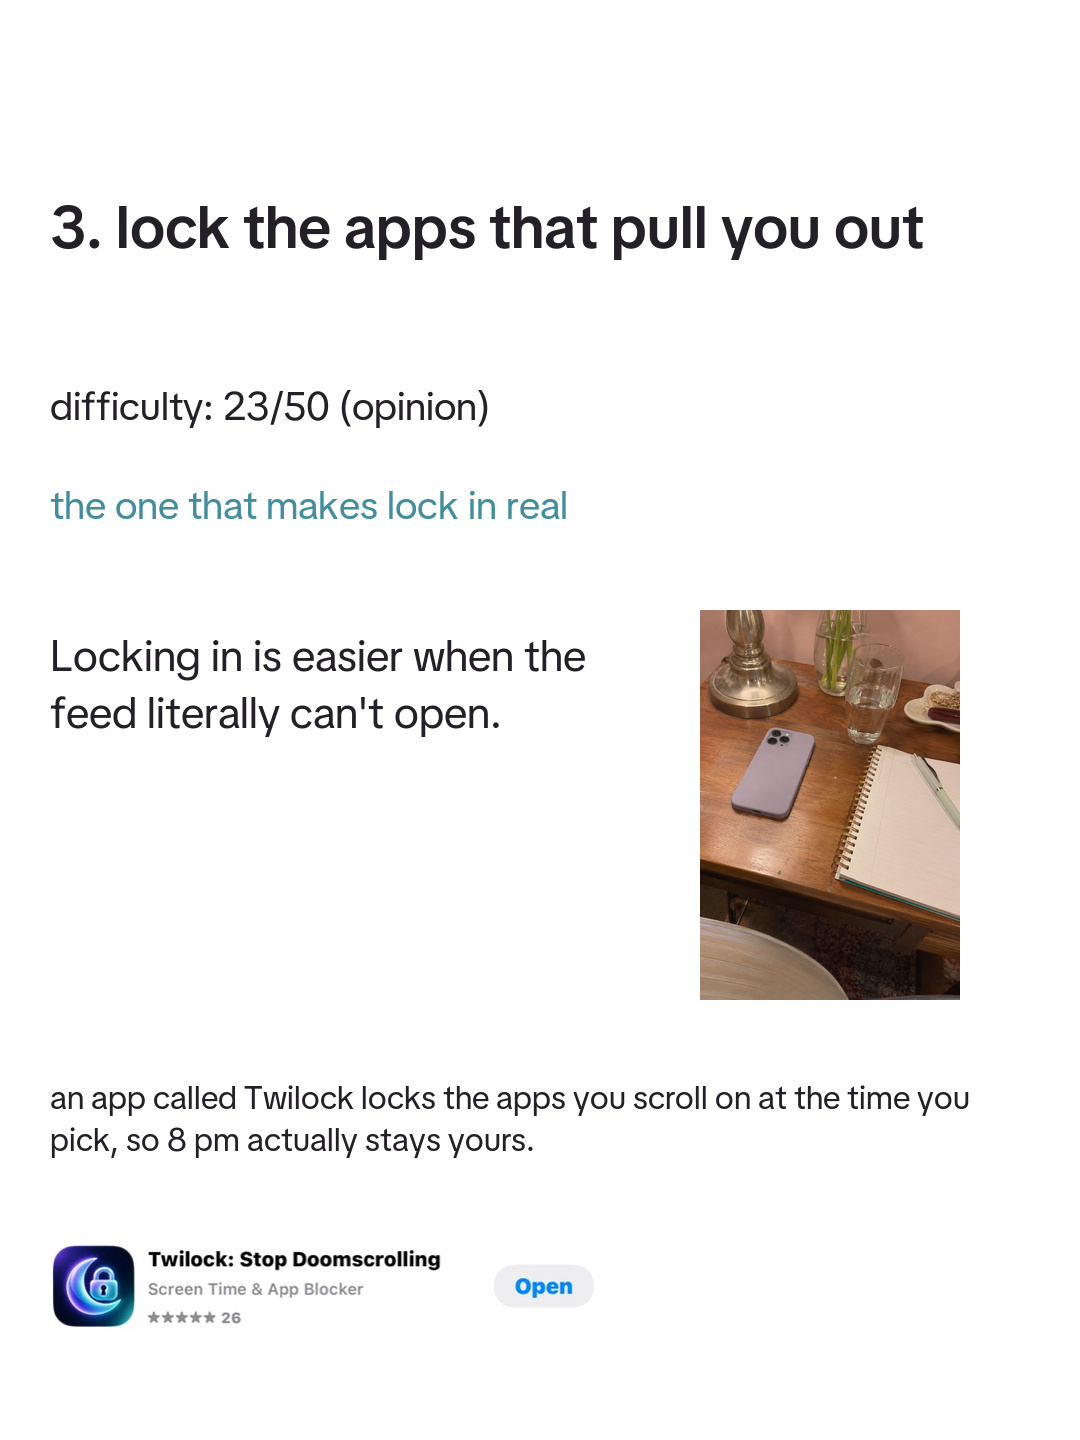 3. lock the apps that pull you out
difficulty: 23/50 (opinion)
the one that makes lock in real
Locking in is easier when the
feed literally can't open.
an app called Twilock locks the apps you scroll on at the time you
pick, so 8 pm actually stays yours.
Twilock: Stop Doomscrolling
Screen Time & App Blocker
★★★★★ 26
Open